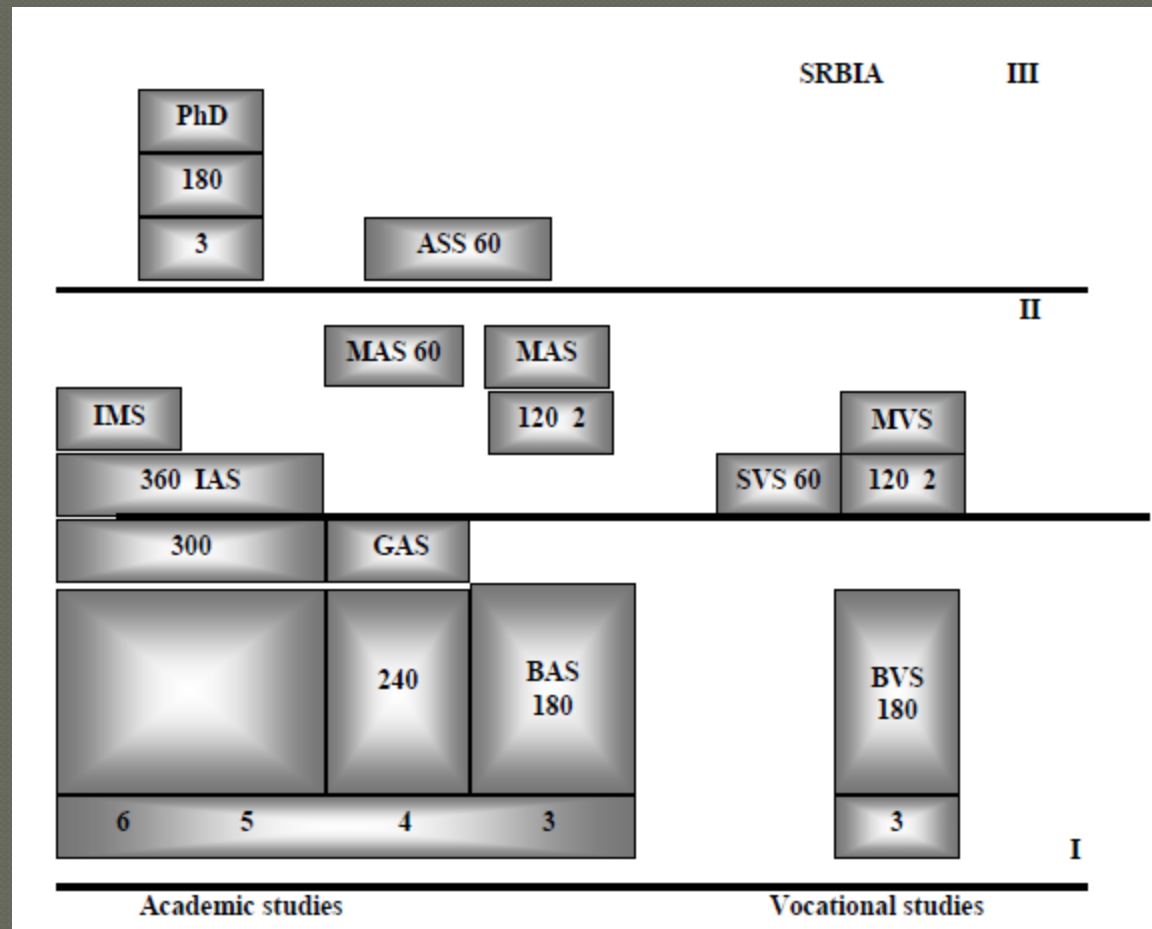 SRBIA III
PhD
180
3 ASS 60
II
MAS 60 MAS
IMS 120 2 MVS
360 IAS SVS 60 120 2
300 GAS
240 BAS
180 BVS
180
6 5 4 3 3
I
Academic studies Vocational studies